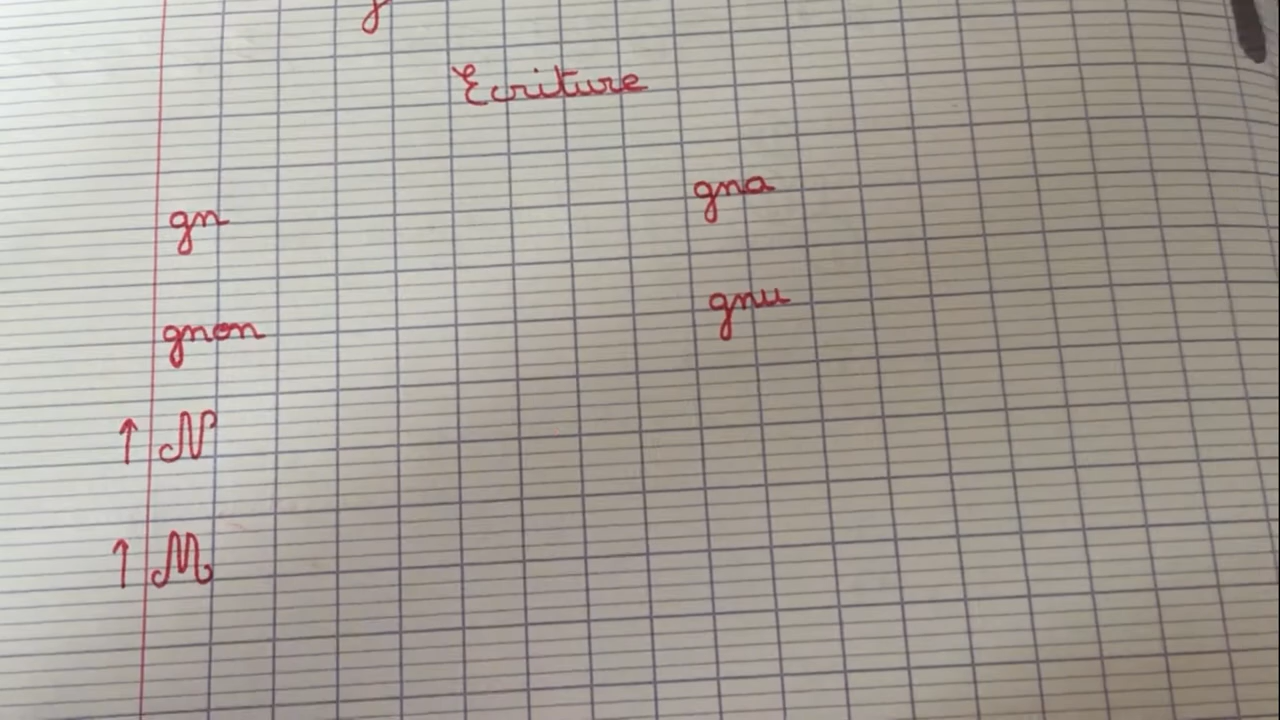 Ecriture
gn gna
gnon gnu
↑ N
↑ M